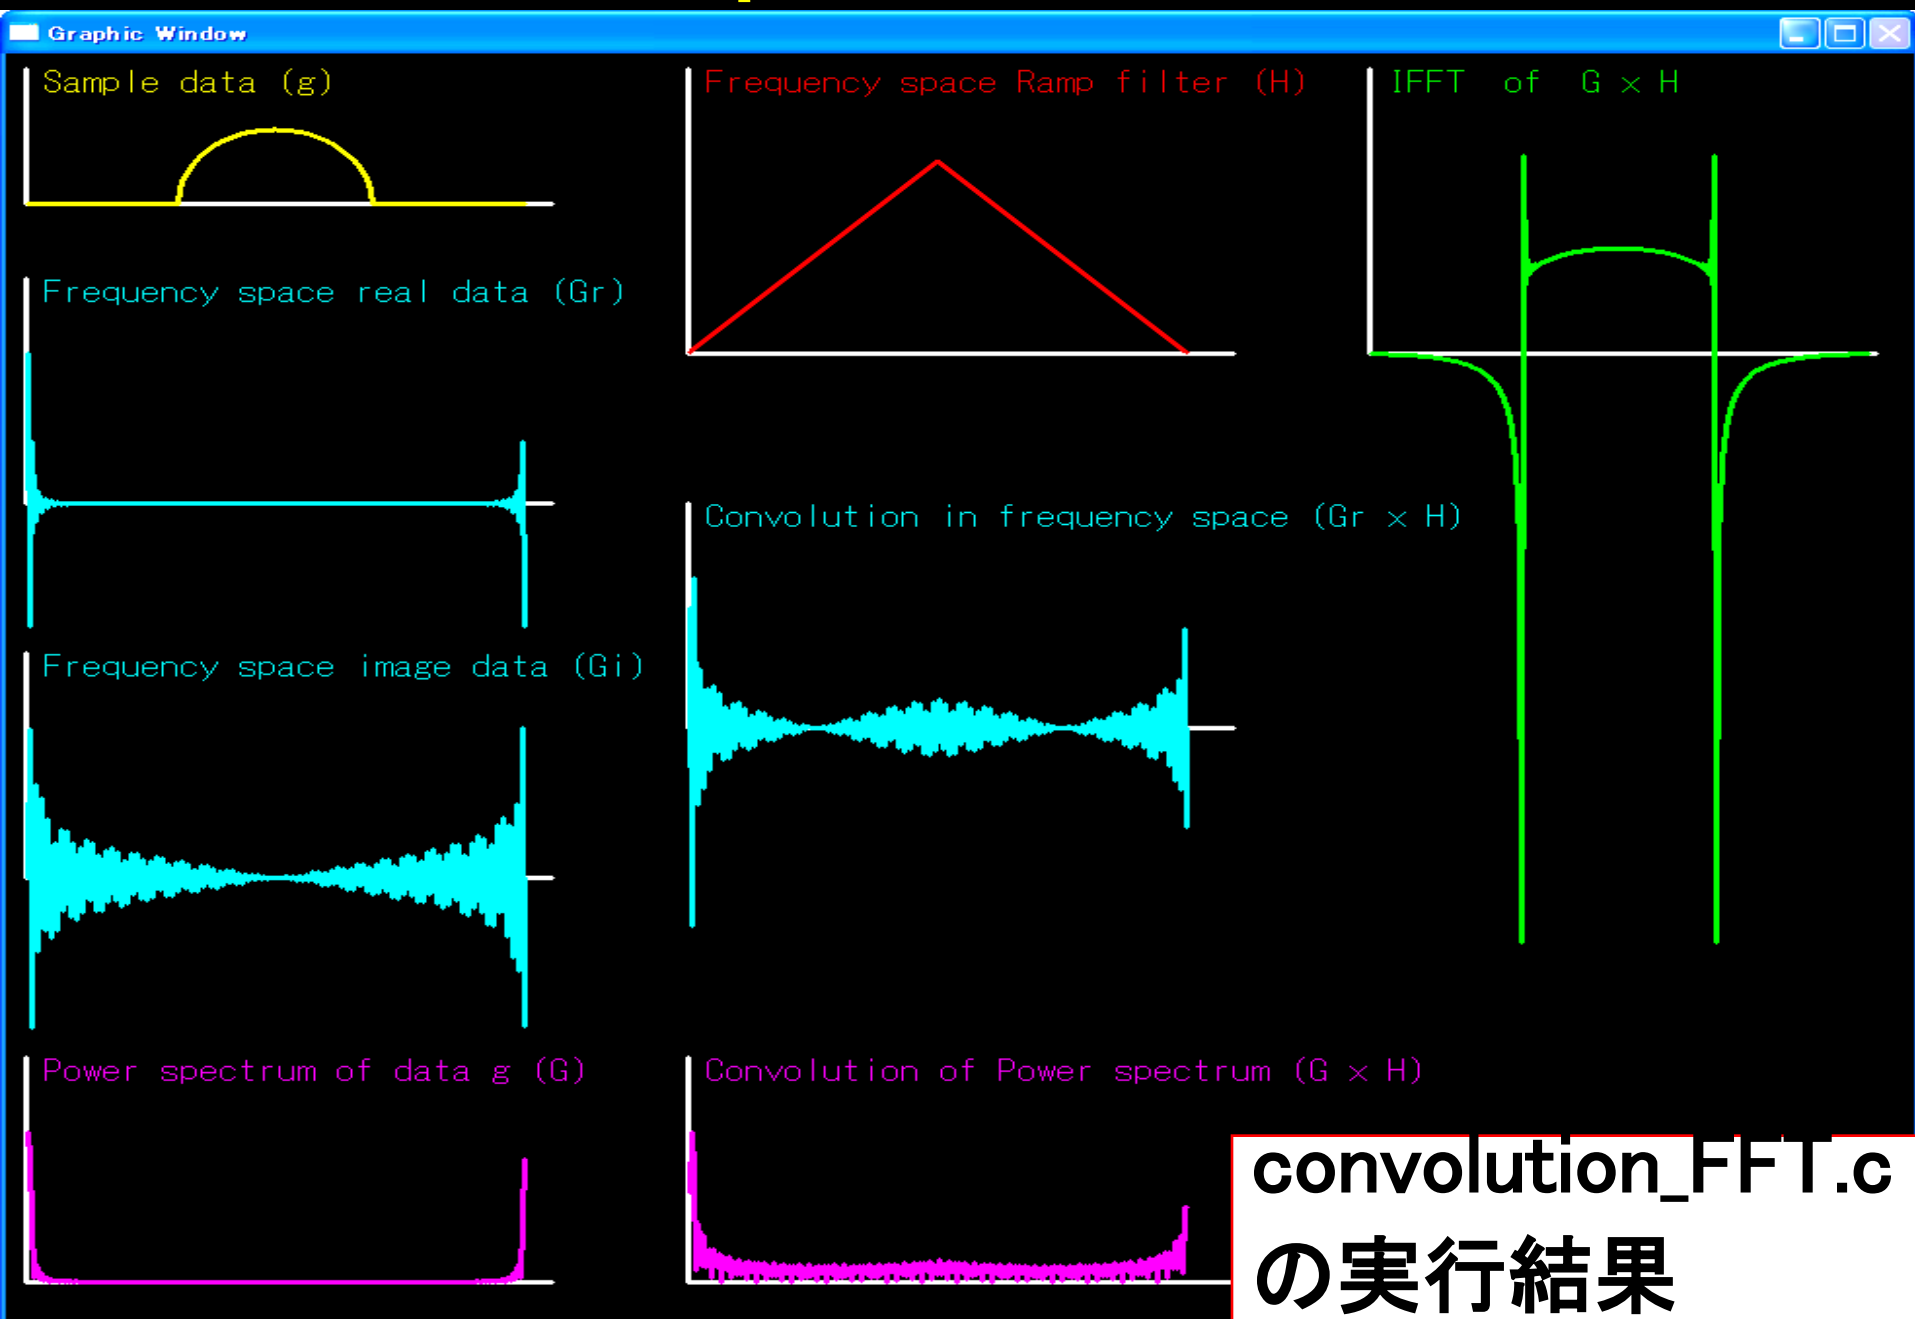 Graphic Window
Sample data (g)
Frequency space Ramp filter (H)
IFFT of G × H
Frequency space real data (Gr)
Convolution in frequency space (Gr × H)
Frequency space image data (Gi)
Power spectrum of data g (G)
Convolution of Power spectrum (G × H)
convolution_FFT.c
の実行結果